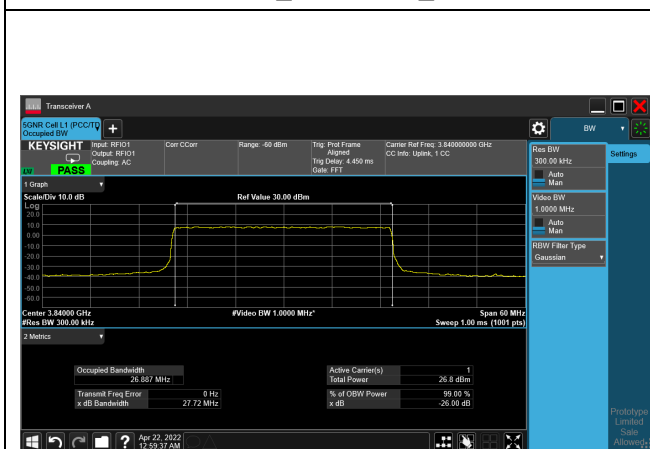 Transceiver A
5GNR Cell L1 (PCC/TD
Occupied BW
BW
KEYSIGHT
Input: RFIO1
Output: RFIO1
Coupling: AC
Corr CCorr
Range: -60 dBm
Trig: Prot Frame
Aligned
Trig Delay: 4.450 ms
Gate: FFT
Carrier Ref Freq: 3.840000000 GHz
CC Info: Uplink, 1 CC
PASS
Res BW
300.00 kHz
Auto
Man
Settings
Video BW
1.0000 MHz
Auto
Man
RBW Filter Type
Gaussian
1 Graph
Scale/Div 10.0 dB
Ref Value 30.00 dBm
Log
20.0
10.0
0.00
-10.0
-20.0
-30.0
-40.0
-50.0
-60.0
Center 3.84000 GHz
#Video BW 1.0000 MHz*
Span 60 MHz
#Res BW 300.00 kHz
Sweep 1.00 ms (1001 pts)
2 Metrics
Occupied Bandwidth
26.887 MHz
Active Carrier(s) 1
Total Power 26.8 dBm
Transmit Freq Error 0 Hz
x dB Bandwidth 27.72 MHz
% of OBW Power 99.00 %
x dB -26.00 dB
Prototype
Limited
Sale
Allowed
Apr 22, 2022
12:59:37 AM